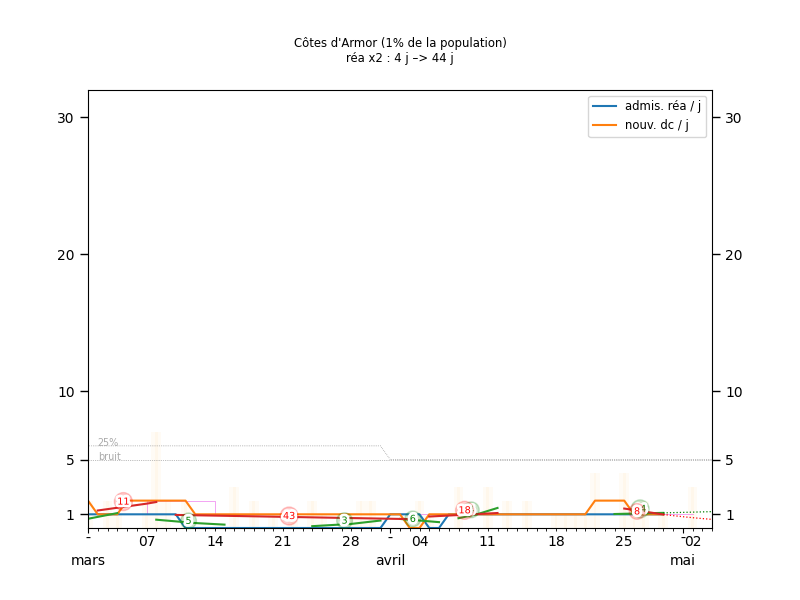 Côtes d'Armor (1% de la population)
réa x2 : 4 j –> 44 j
admis. réa / j
nouv. dc / j
30 30
20 20
10 10
25%
5 bruit 5
11 5 43 3 6 18 8
1 1
- 07 14 21 28 - 04 11 18 25 02
mars avril mai